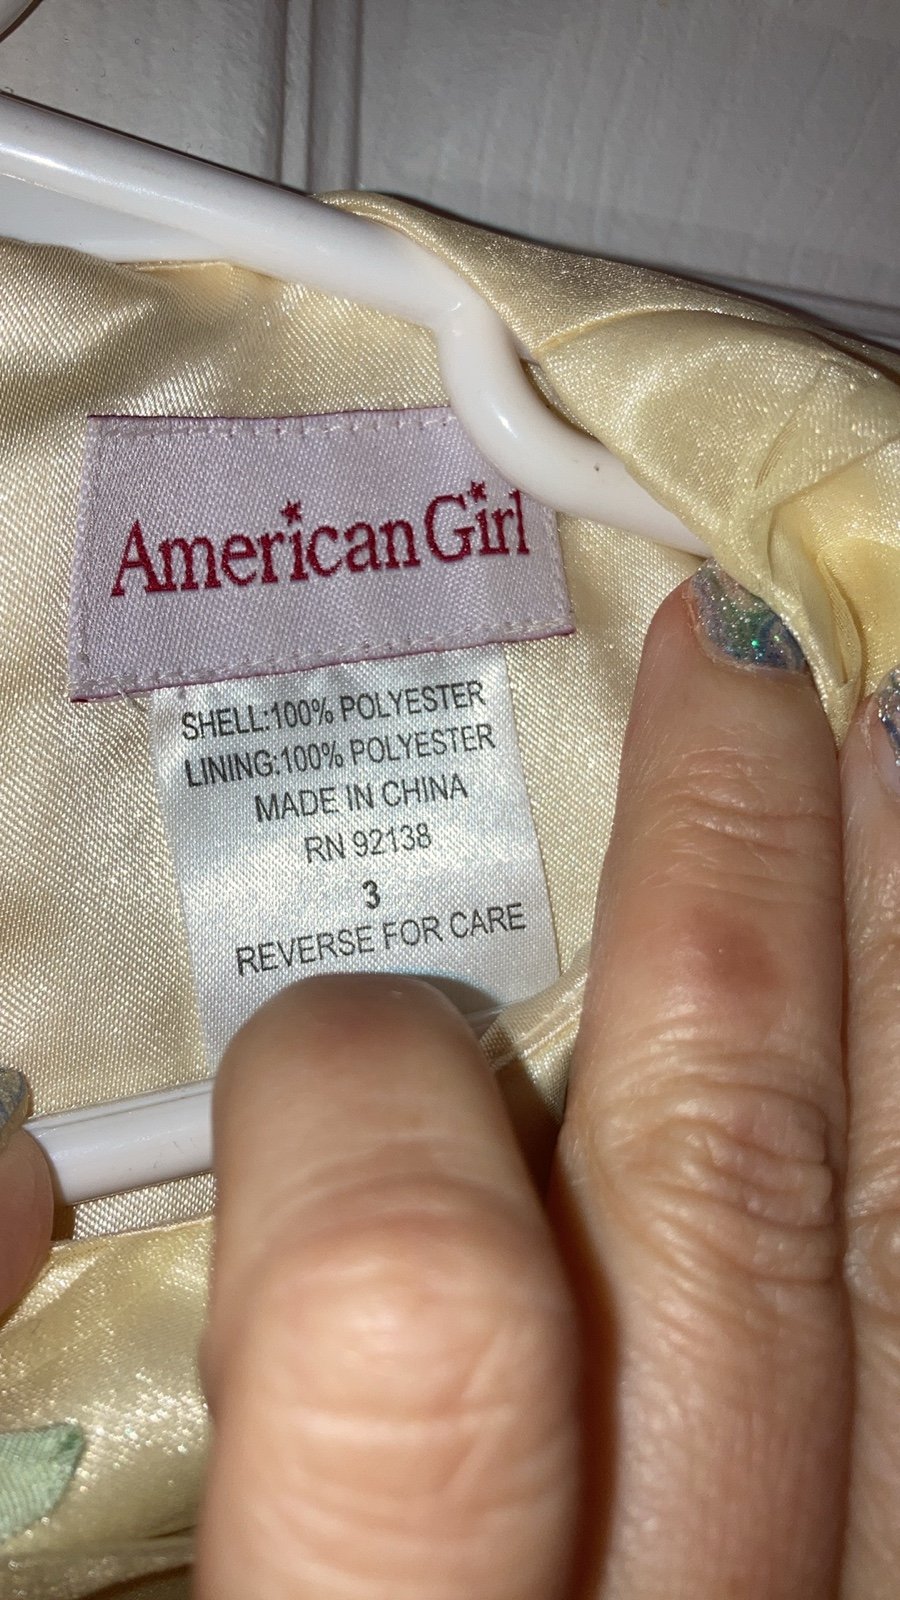 American Girl
SHELL:100% POLYESTER
LINING:100% POLYESTER
MADE IN CHINA
RN 92138
3
REVERSE FOR CARE